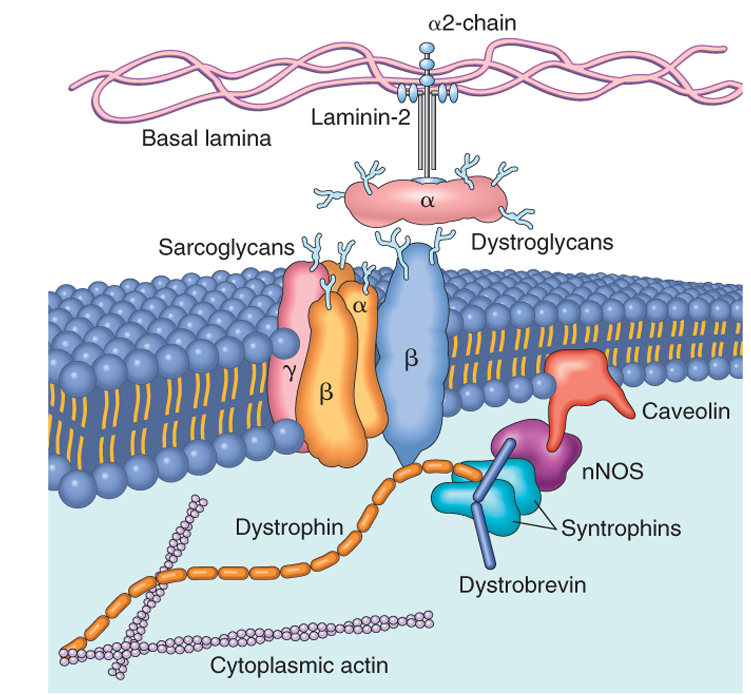 α2-chain
Laminin-2
Basal lamina
α
Sarcoglycans
Dystroglycans
α
γ
β
β
Caveolin
nNOS
Dystrophin
Syntrophins
Dystrobrevin
Cytoplasmic actin